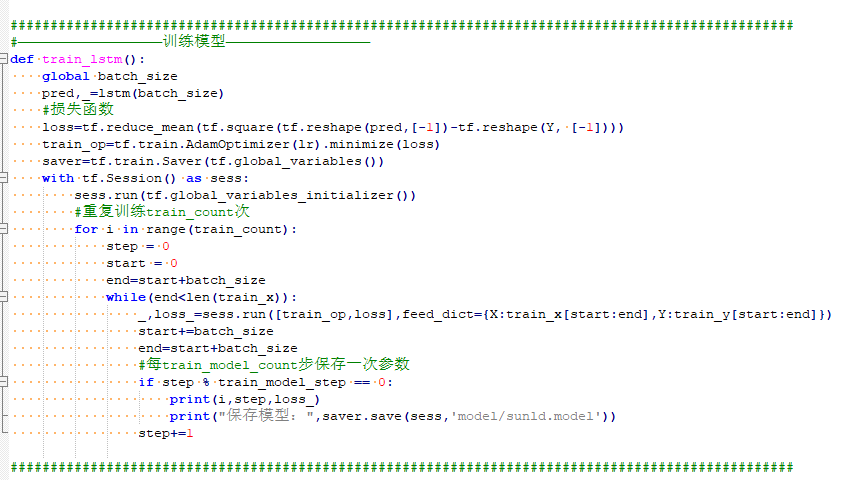 ##################################################################################################
#——————————————————训练模型——————————————————
def train_lstm():
    global batch_size
    pred,_=lstm(batch_size)
    #损失函数
    loss=tf.reduce_mean(tf.square(tf.reshape(pred,[-1])-tf.reshape(Y, [-1])))
    train_op=tf.train.AdamOptimizer(lr).minimize(loss)
    saver=tf.train.Saver(tf.global_variables())
    with tf.Session() as sess:
        sess.run(tf.global_variables_initializer())
        #重复训练train_count次
        for i in range(train_count):
            step = 0
            start = 0
            end=start+batch_size
            while(end<len(train_x)):
                _,loss_=sess.run([train_op,loss],feed_dict={X:train_x[start:end],Y:train_y[start:end]})
                start+=batch_size
                end=start+batch_size
                #每train_model_count步保存一次参数
                if step % train_model_step == 0:
                    print(i,step,loss_)
                    print("保存模型：",saver.save(sess,'model/sunld.model'))
                step+=1
##################################################################################################